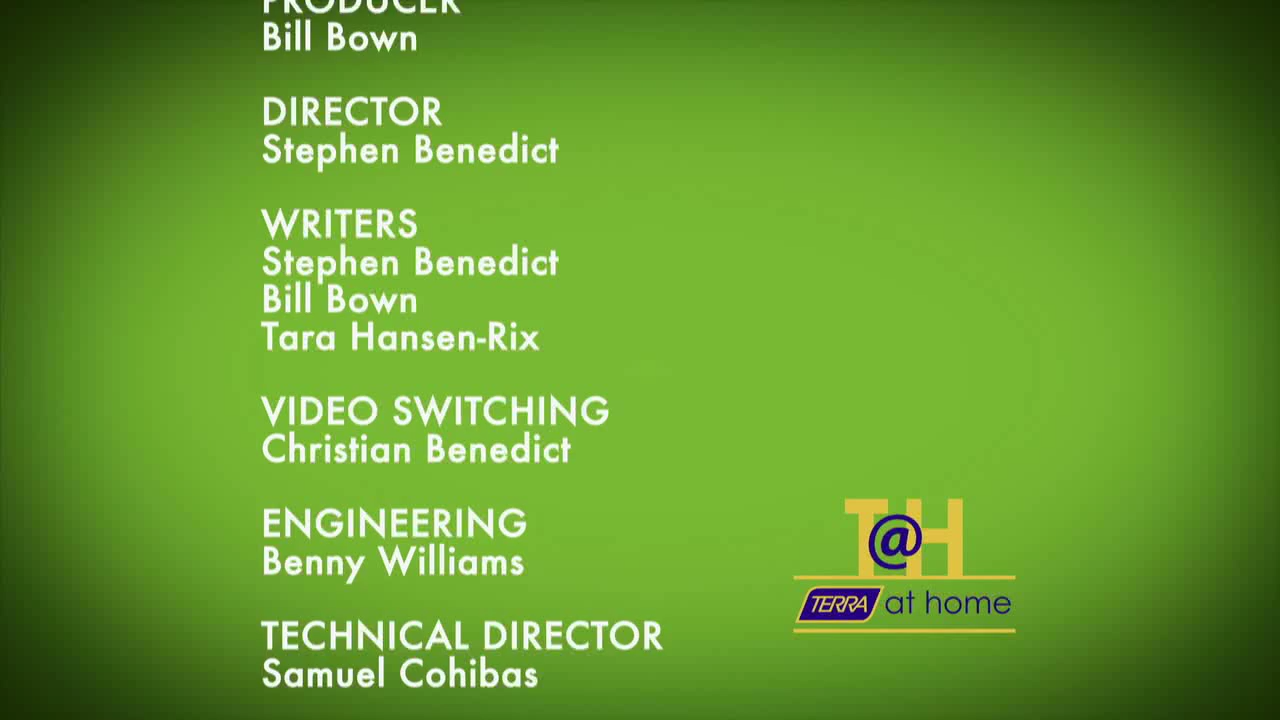 PRODUCER
Bill Bown
DIRECTOR
Stephen Benedict
WRITERS
Stephen Benedict
Bill Bown
Tara Hansen-Rix
VIDEO SWITCHING
Christian Benedict
ENGINEERING
Benny Williams
TECHNICAL DIRECTOR
Samuel Cohibas
T@H
TERRA at home